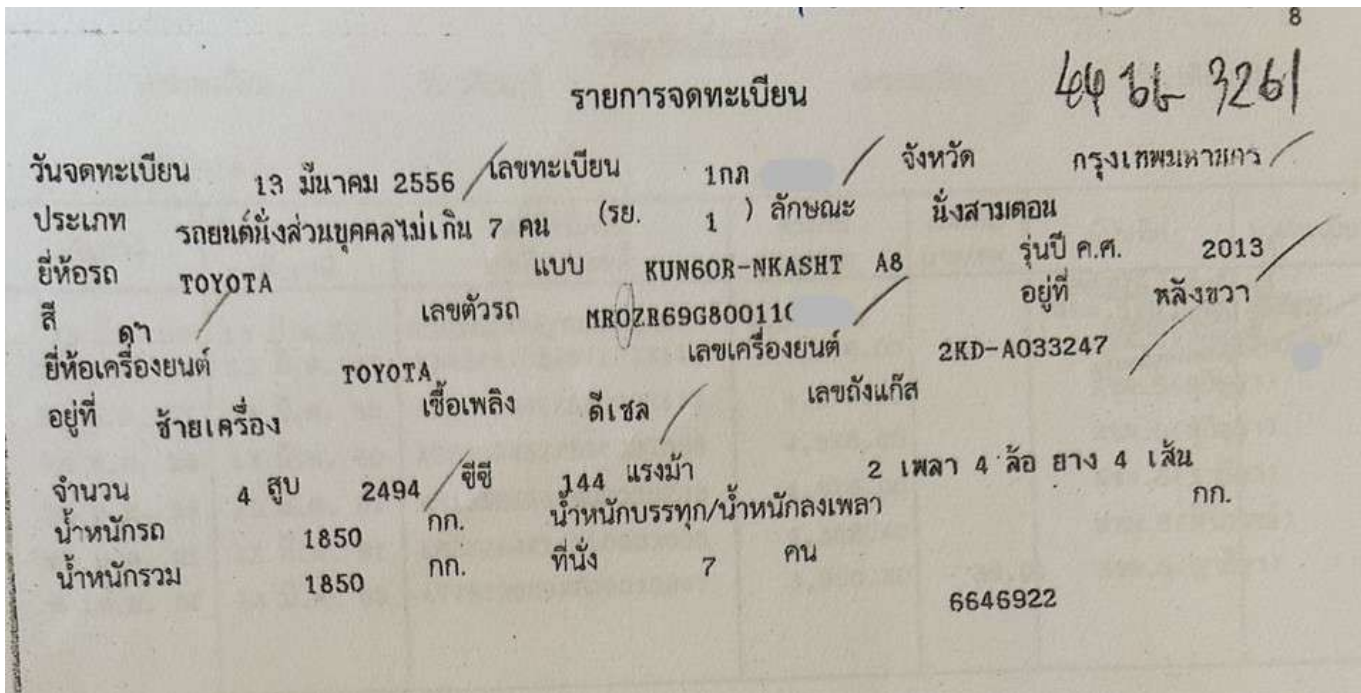 8
รายการจดทะเบียน
3261
วันจดทะเบียน 13 มีนาคม 2556 เลขทะเบียน 1กภ จังหวัด กรุงเทพมหานคร
ประเภท รถยนต์นั่งส่วนบุคคลไม่เกิน 7 คน (รย. 1 ) ลักษณะ นั่งสามตอน
ยี่ห้อรถ TOYOTA แบบ KUN60R-NKASHT A8 รุ่นปี ค.ศ. 2013
สี ดำ เลขตัวรถ MR0ZR69G80011 อยู่ที่ หลังขวา
ยี่ห้อเครื่องยนต์ TOYOTA เลขเครื่องยนต์ 2KD-A033247
อยู่ที่ ซ้ายเครื่อง เชื้อเพลิง ดีเซล เลขถังแก๊ส
จำนวน 4 สูบ 2494 ซีซี 144 แรงม้า 2 เพลา 4 ล้อ ยาง 4 เส้น
น้ำหนักรถ 1850 กก. น้ำหนักบรรทุก/น้ำหนักลงเพลา กก.
น้ำหนักรวม 1850 กก. ที่นั่ง 7 คน
6646922